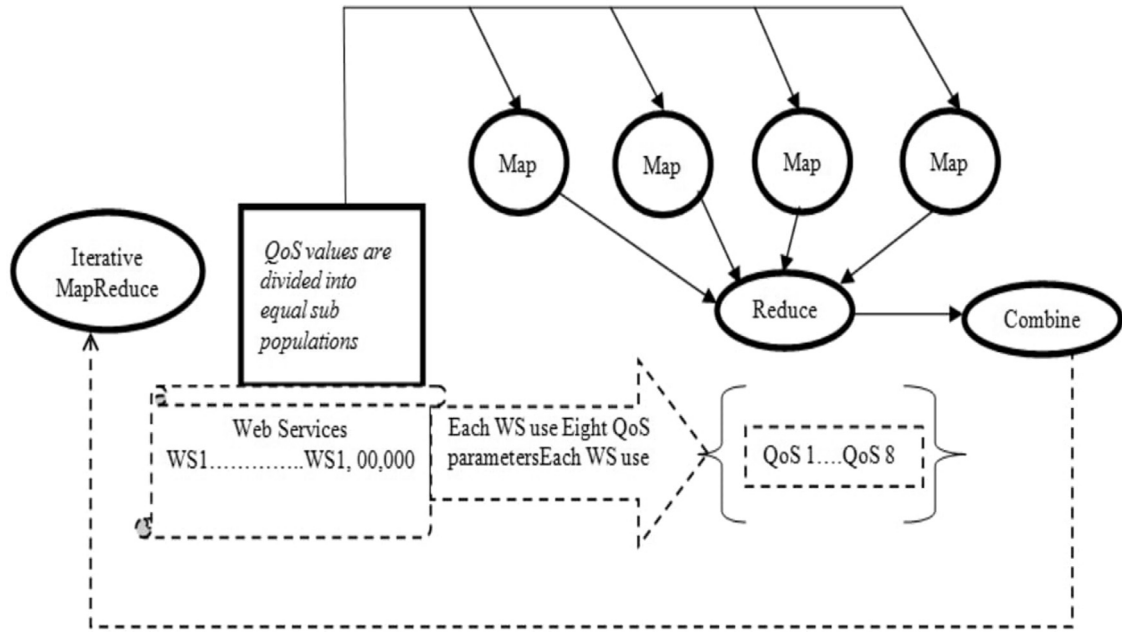 Map
Map
Map
Map
Iterative
MapReduce
QoS values are
divided into
equal sub
populations
Reduce
Combine
Web Services
WS1…………..WS1, 00,000
Each WS use Eight QoS
parametersEach WS use
QoS 1….QoS 8